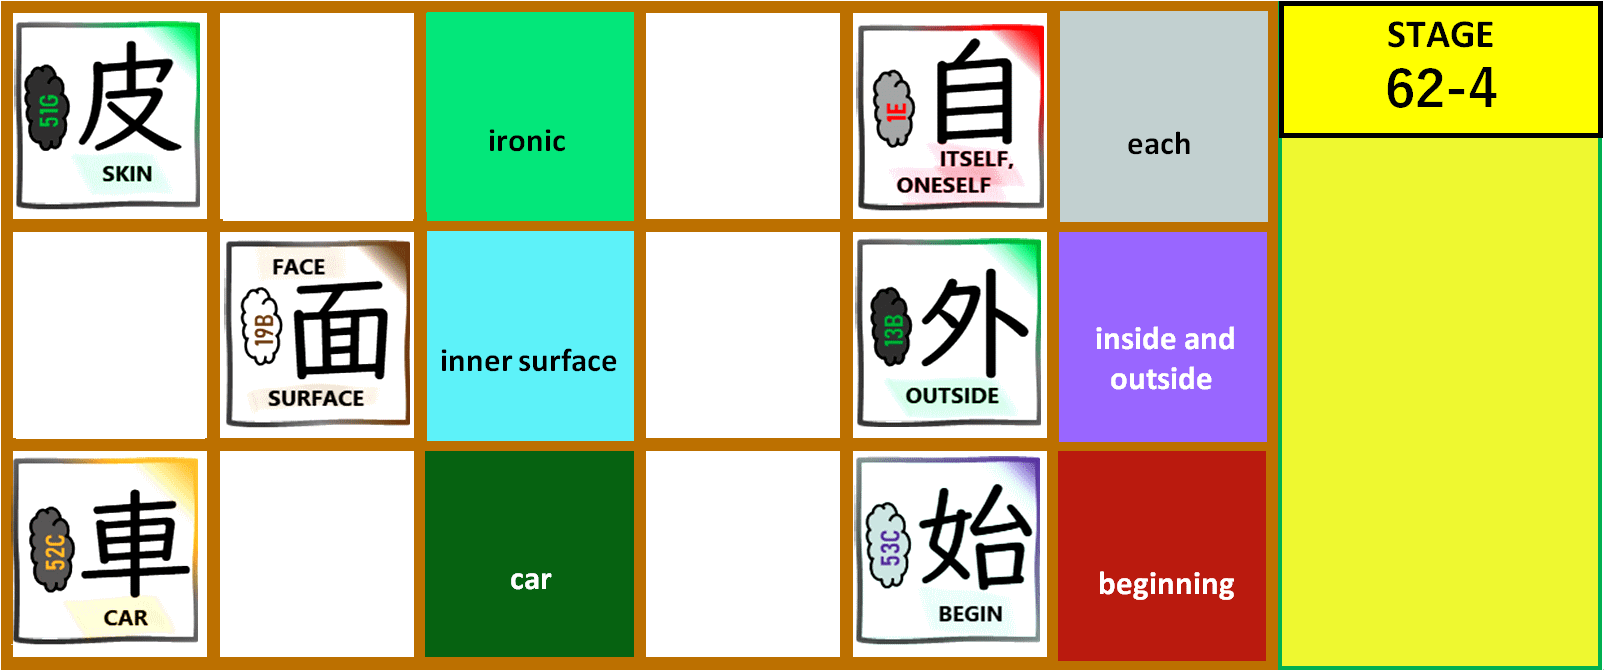 51G
皮
SKIN
ironic
1E
自
ITSELF,
ONESELF
each
STAGE
62-4
FACE
19B
面
SURFACE
inner surface
13B
外
OUTSIDE
inside and
outside
52C
車
CAR
car
53C
始
BEGIN
beginning